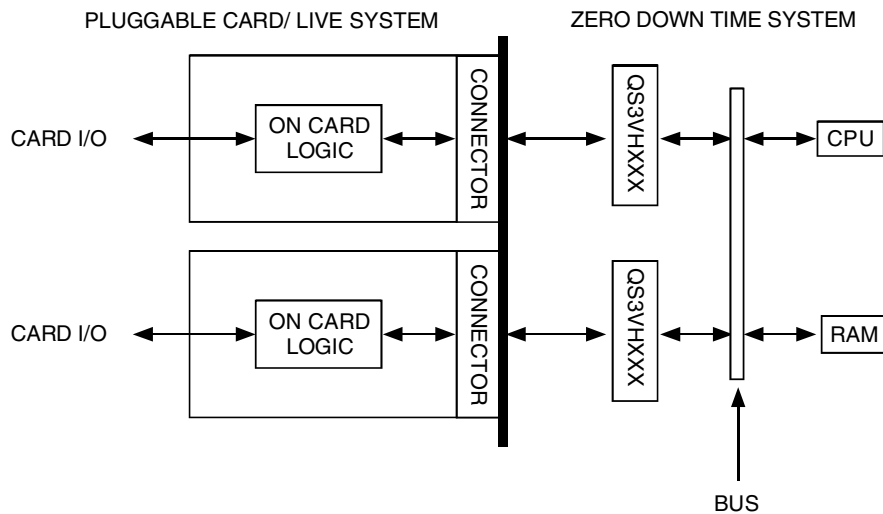 PLUGGABLE CARD/ LIVE SYSTEM
ZERO DOWN TIME SYSTEM
CARD I/O
ON CARD
LOGIC
CONNECTOR
QS3VHXXX
CPU
CARD I/O
ON CARD
LOGIC
CONNECTOR
QS3VHXXX
RAM
BUS